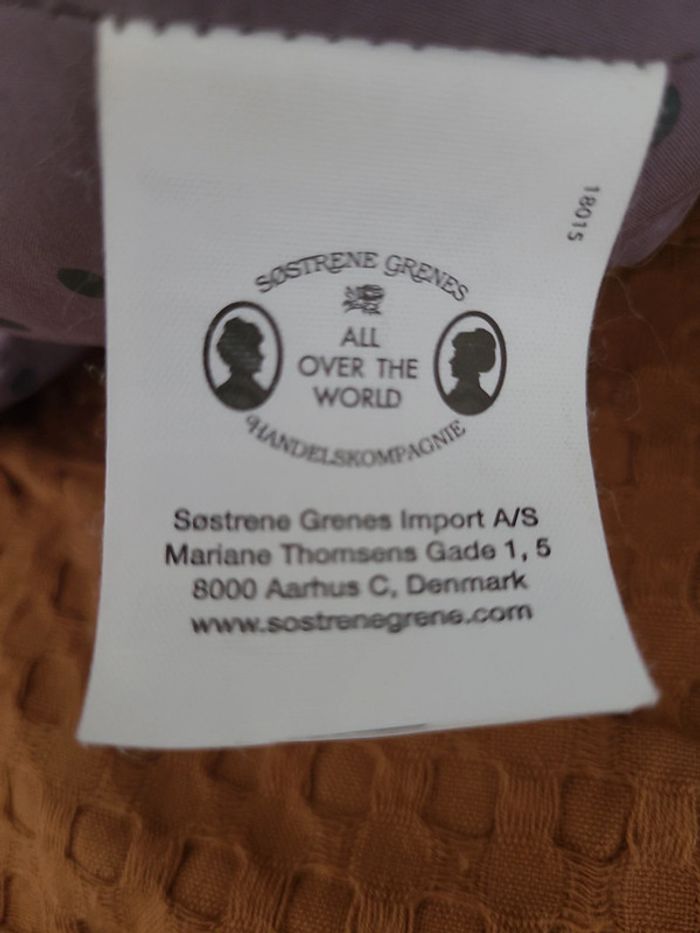 18015
SØSTRENE GRENES
ALL
OVER THE
WORLD
HANDELSKOMPAGNIE
Søstrene Grenes Import A/S
Mariane Thomsens Gade 1, 5
8000 Aarhus C, Denmark
www.sostrenegrene.com